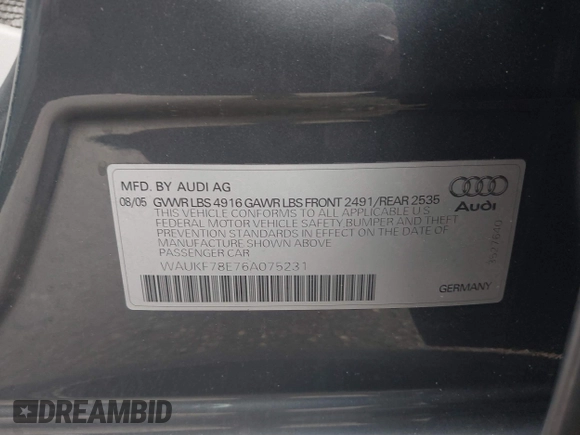 MFD. BY AUDI AG
08/05 GVWR LBS 4916 GAWR LBS FRONT 2491/REAR 2535
THIS VEHICLE CONFORMS TO ALL APPLICABLE U S
FEDERAL MOTOR VEHICLE SAFETY BUMPER AND THEFT
PREVENTION STANDARDS IN EFFECT ON THE DATE OF
MANUFACTURE SHOWN ABOVE
PASSENGER CAR
WAUKF78E76A075231
Audi
GERMANY
DREAMBID